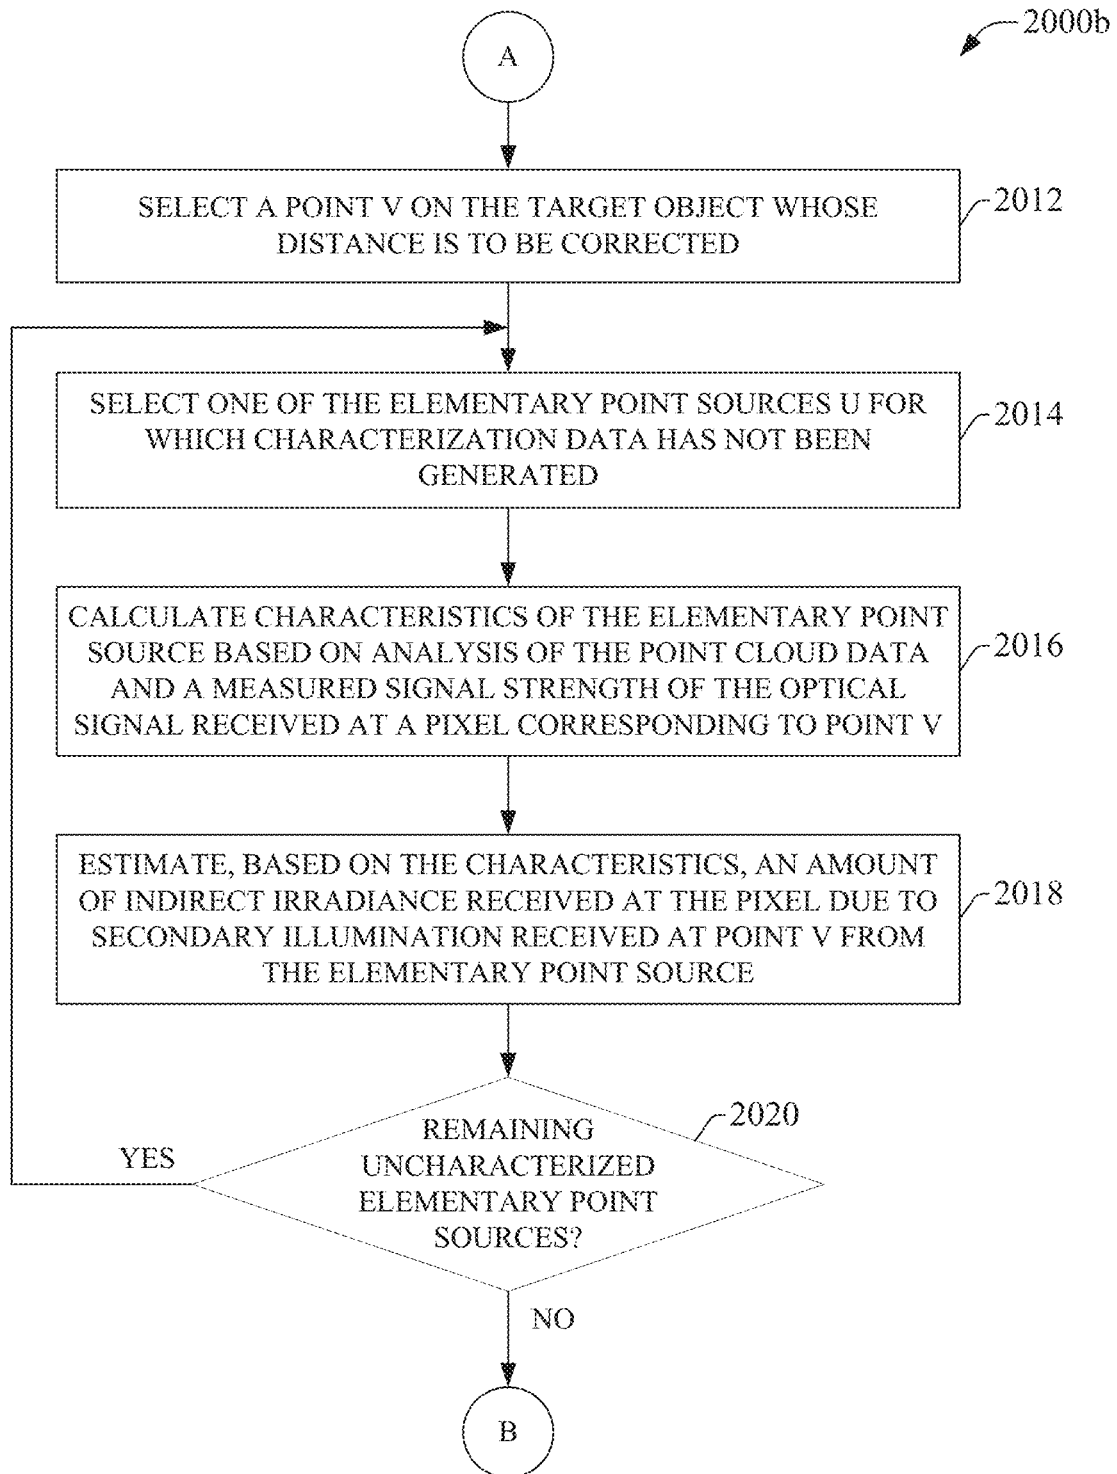 2000b
A
SELECT A POINT V ON THE TARGET OBJECT WHOSE
DISTANCE IS TO BE CORRECTED
2012
SELECT ONE OF THE ELEMENTARY POINT SOURCES U FOR
WHICH CHARACTERIZATION DATA HAS NOT BEEN
GENERATED
2014
CALCULATE CHARACTERISTICS OF THE ELEMENTARY POINT
SOURCE BASED ON ANALYSIS OF THE POINT CLOUD DATA
AND A MEASURED SIGNAL STRENGTH OF THE OPTICAL
SIGNAL RECEIVED AT A PIXEL CORRESPONDING TO POINT V
2016
ESTIMATE, BASED ON THE CHARACTERISTICS, AN AMOUNT
OF INDIRECT IRRADIANCE RECEIVED AT THE PIXEL DUE TO
SECONDARY ILLUMINATION RECEIVED AT POINT V FROM
THE ELEMENTARY POINT SOURCE
2018
REMAINING
UNCHARACTERIZED
ELEMENTARY POINT
SOURCES?
2020
YES
NO
B